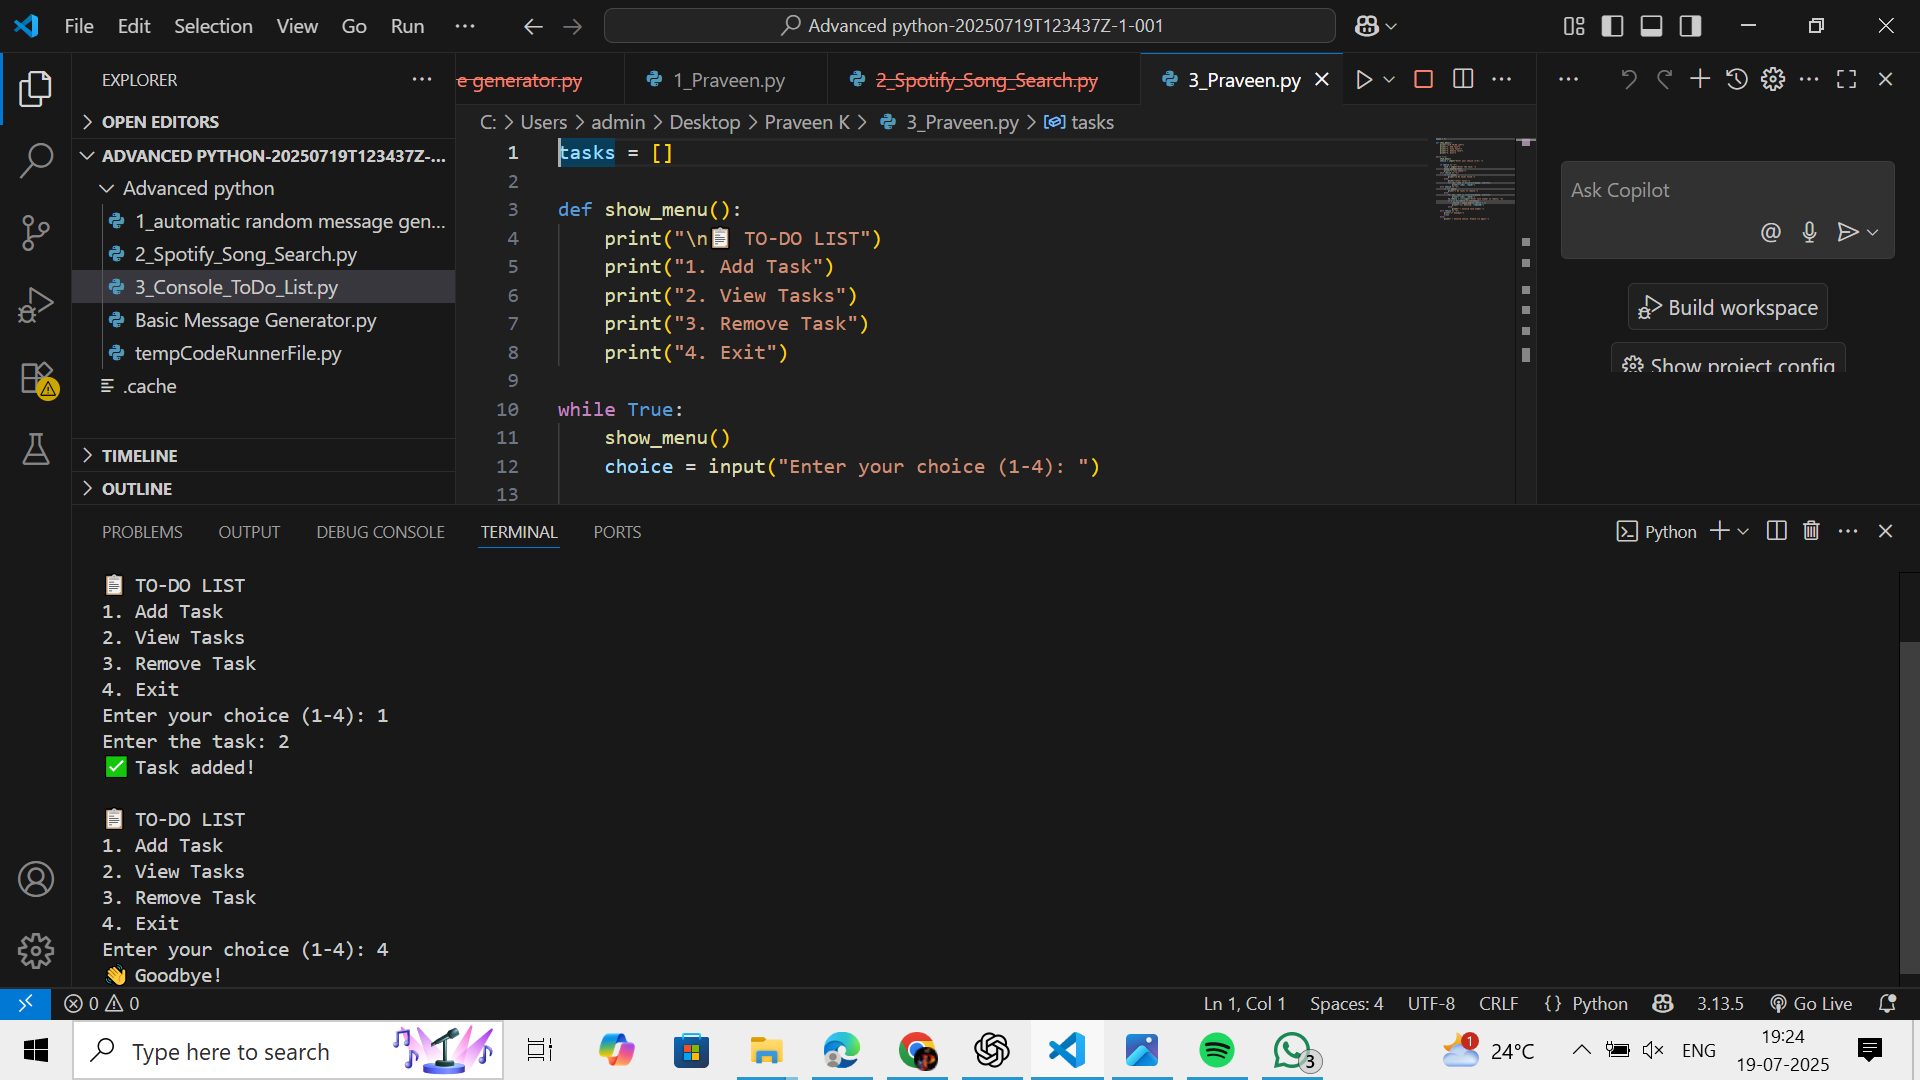 File Edit Selection View Go Run ···
Advanced python-20250719T123437Z-1-001
EXPLORER
OPEN EDITORS
ADVANCED PYTHON-20250719T123437Z-...
Advanced python
1_automatic random message gen...
2_Spotify_Song_Search.py
3_Console_ToDo_List.py
Basic Message Generator.py
tempCodeRunnerFile.py
.cache
TIMELINE
OUTLINE
e generator.py 1_Praveen.py 2_Spotify_Song_Search.py 3_Praveen.py
C: > Users > admin > Desktop > Praveen K > 3_Praveen.py > tasks
1 tasks = []
2
3 def show_menu():
4 print("\n📋 TO-DO LIST")
5 print("1. Add Task")
6 print("2. View Tasks")
7 print("3. Remove Task")
8 print("4. Exit")
9
10 while True:
11 show_menu()
12 choice = input("Enter your choice (1-4): ")
13
Ask Copilot
@
Build workspace
Show project config
PROBLEMS OUTPUT DEBUG CONSOLE TERMINAL PORTS
Python
📋 TO-DO LIST
1. Add Task
2. View Tasks
3. Remove Task
4. Exit
Enter your choice (1-4): 1
Enter the task: 2
✅ Task added!
📋 TO-DO LIST
1. Add Task
2. View Tasks
3. Remove Task
4. Exit
Enter your choice (1-4): 4
👋 Goodbye!
0 0 Ln 1, Col 1 Spaces: 4 UTF-8 CRLF {} Python 3.13.5 Go Live
Type here to search
3
1
24°C
ENG
19:24
19-07-2025